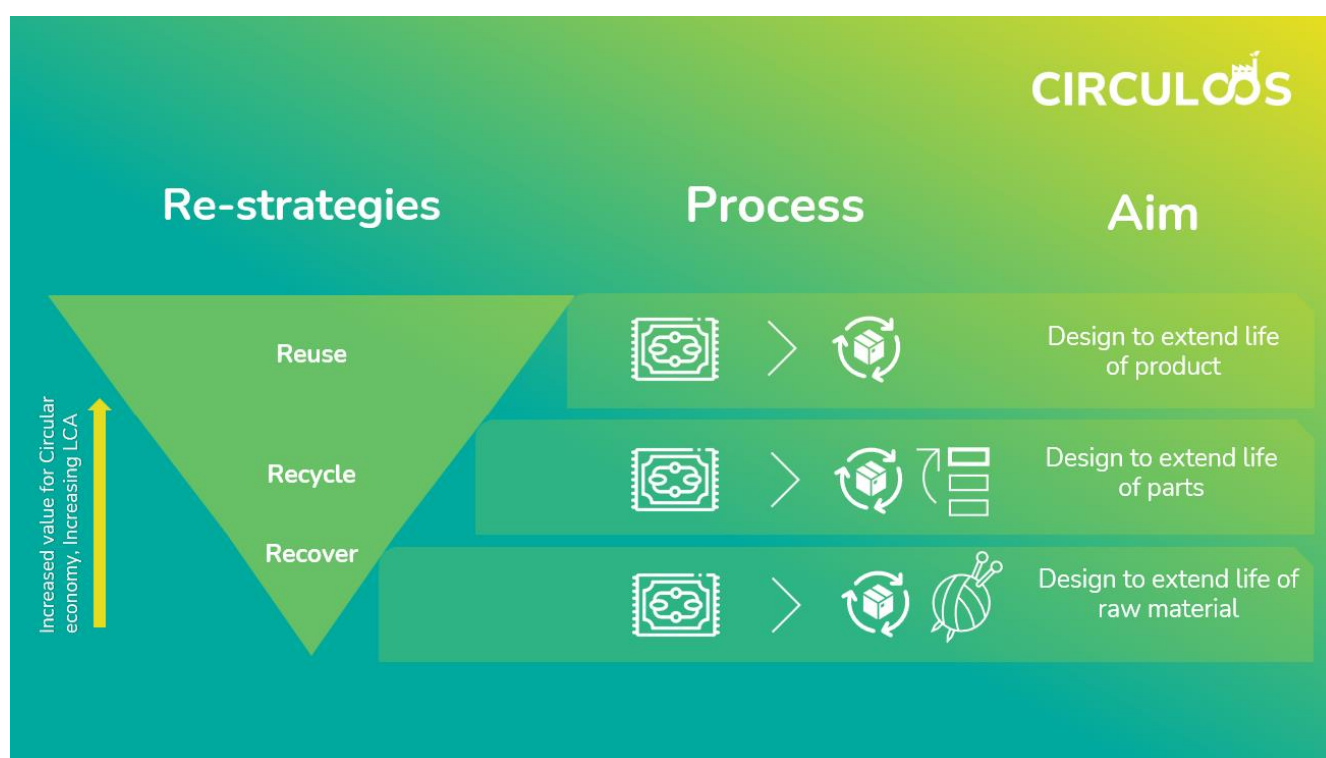 CIRCULOOS
Re-strategies
Process
Aim
Reuse
Design to extend life
of product
Recycle
Design to extend life
of parts
Recover
Design to extend life of
raw material
Increased value for Circular
economy, Increasing LCA